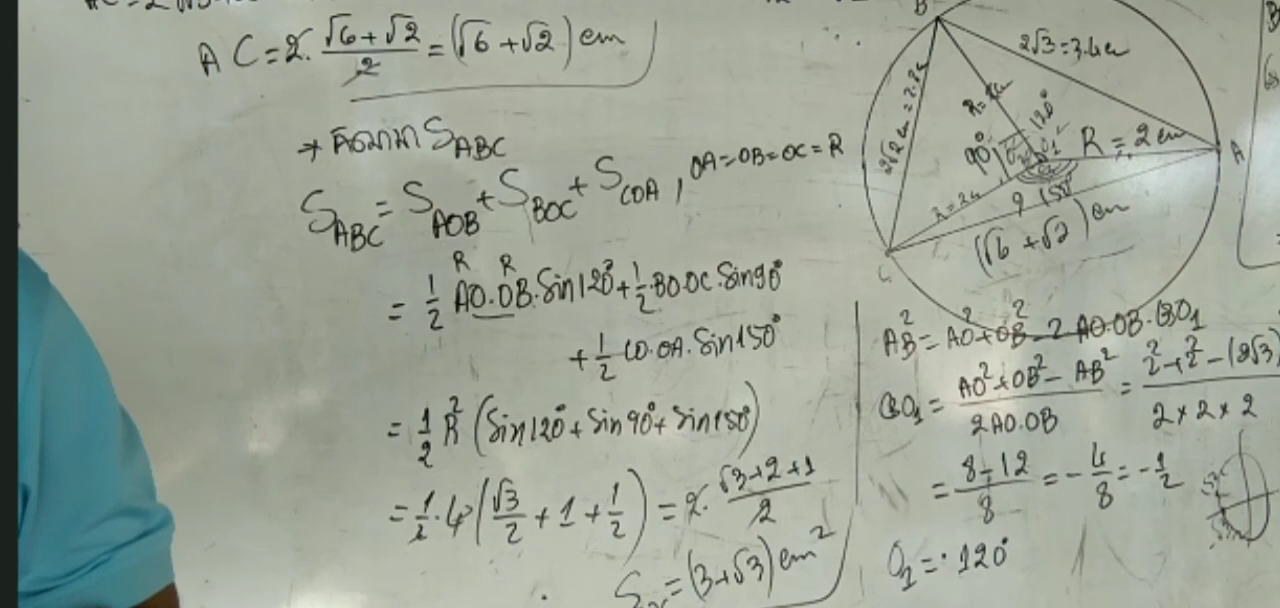 AC = 2. (√6+√2)/2 = (√6+√2) cm
→ គណនា S_ABC
S_ABC = S_AOB + S_BOC + S_COA , OA=OB=OC=R
R R
= 1/2 AO.OB.Sin120° + 1/2.BO.OC.Sin90°
+ 1/2 CO.OA.Sin150°
= 1/2 R² (Sin120° + Sin90° + Sin150°)
= 1/2.4 (√3/2 + 1 + 1/2) = 2. (√3+2+1)/2
= (3+√3) cm²
B
2√3 = 3.4cm
120°
90°
R = 2 cm
A
150°
(√6+√2) cm
C
AB² = AO² + OB² - 2 AO.OB.CosO₁
CosO₁ = (AO² + OB² - AB²)/(2AO.OB) = (2² + 2² - (2√3)/(2×2×2)
= (8-12)/8 = -4/8 = -1/2
O₁ = 120°